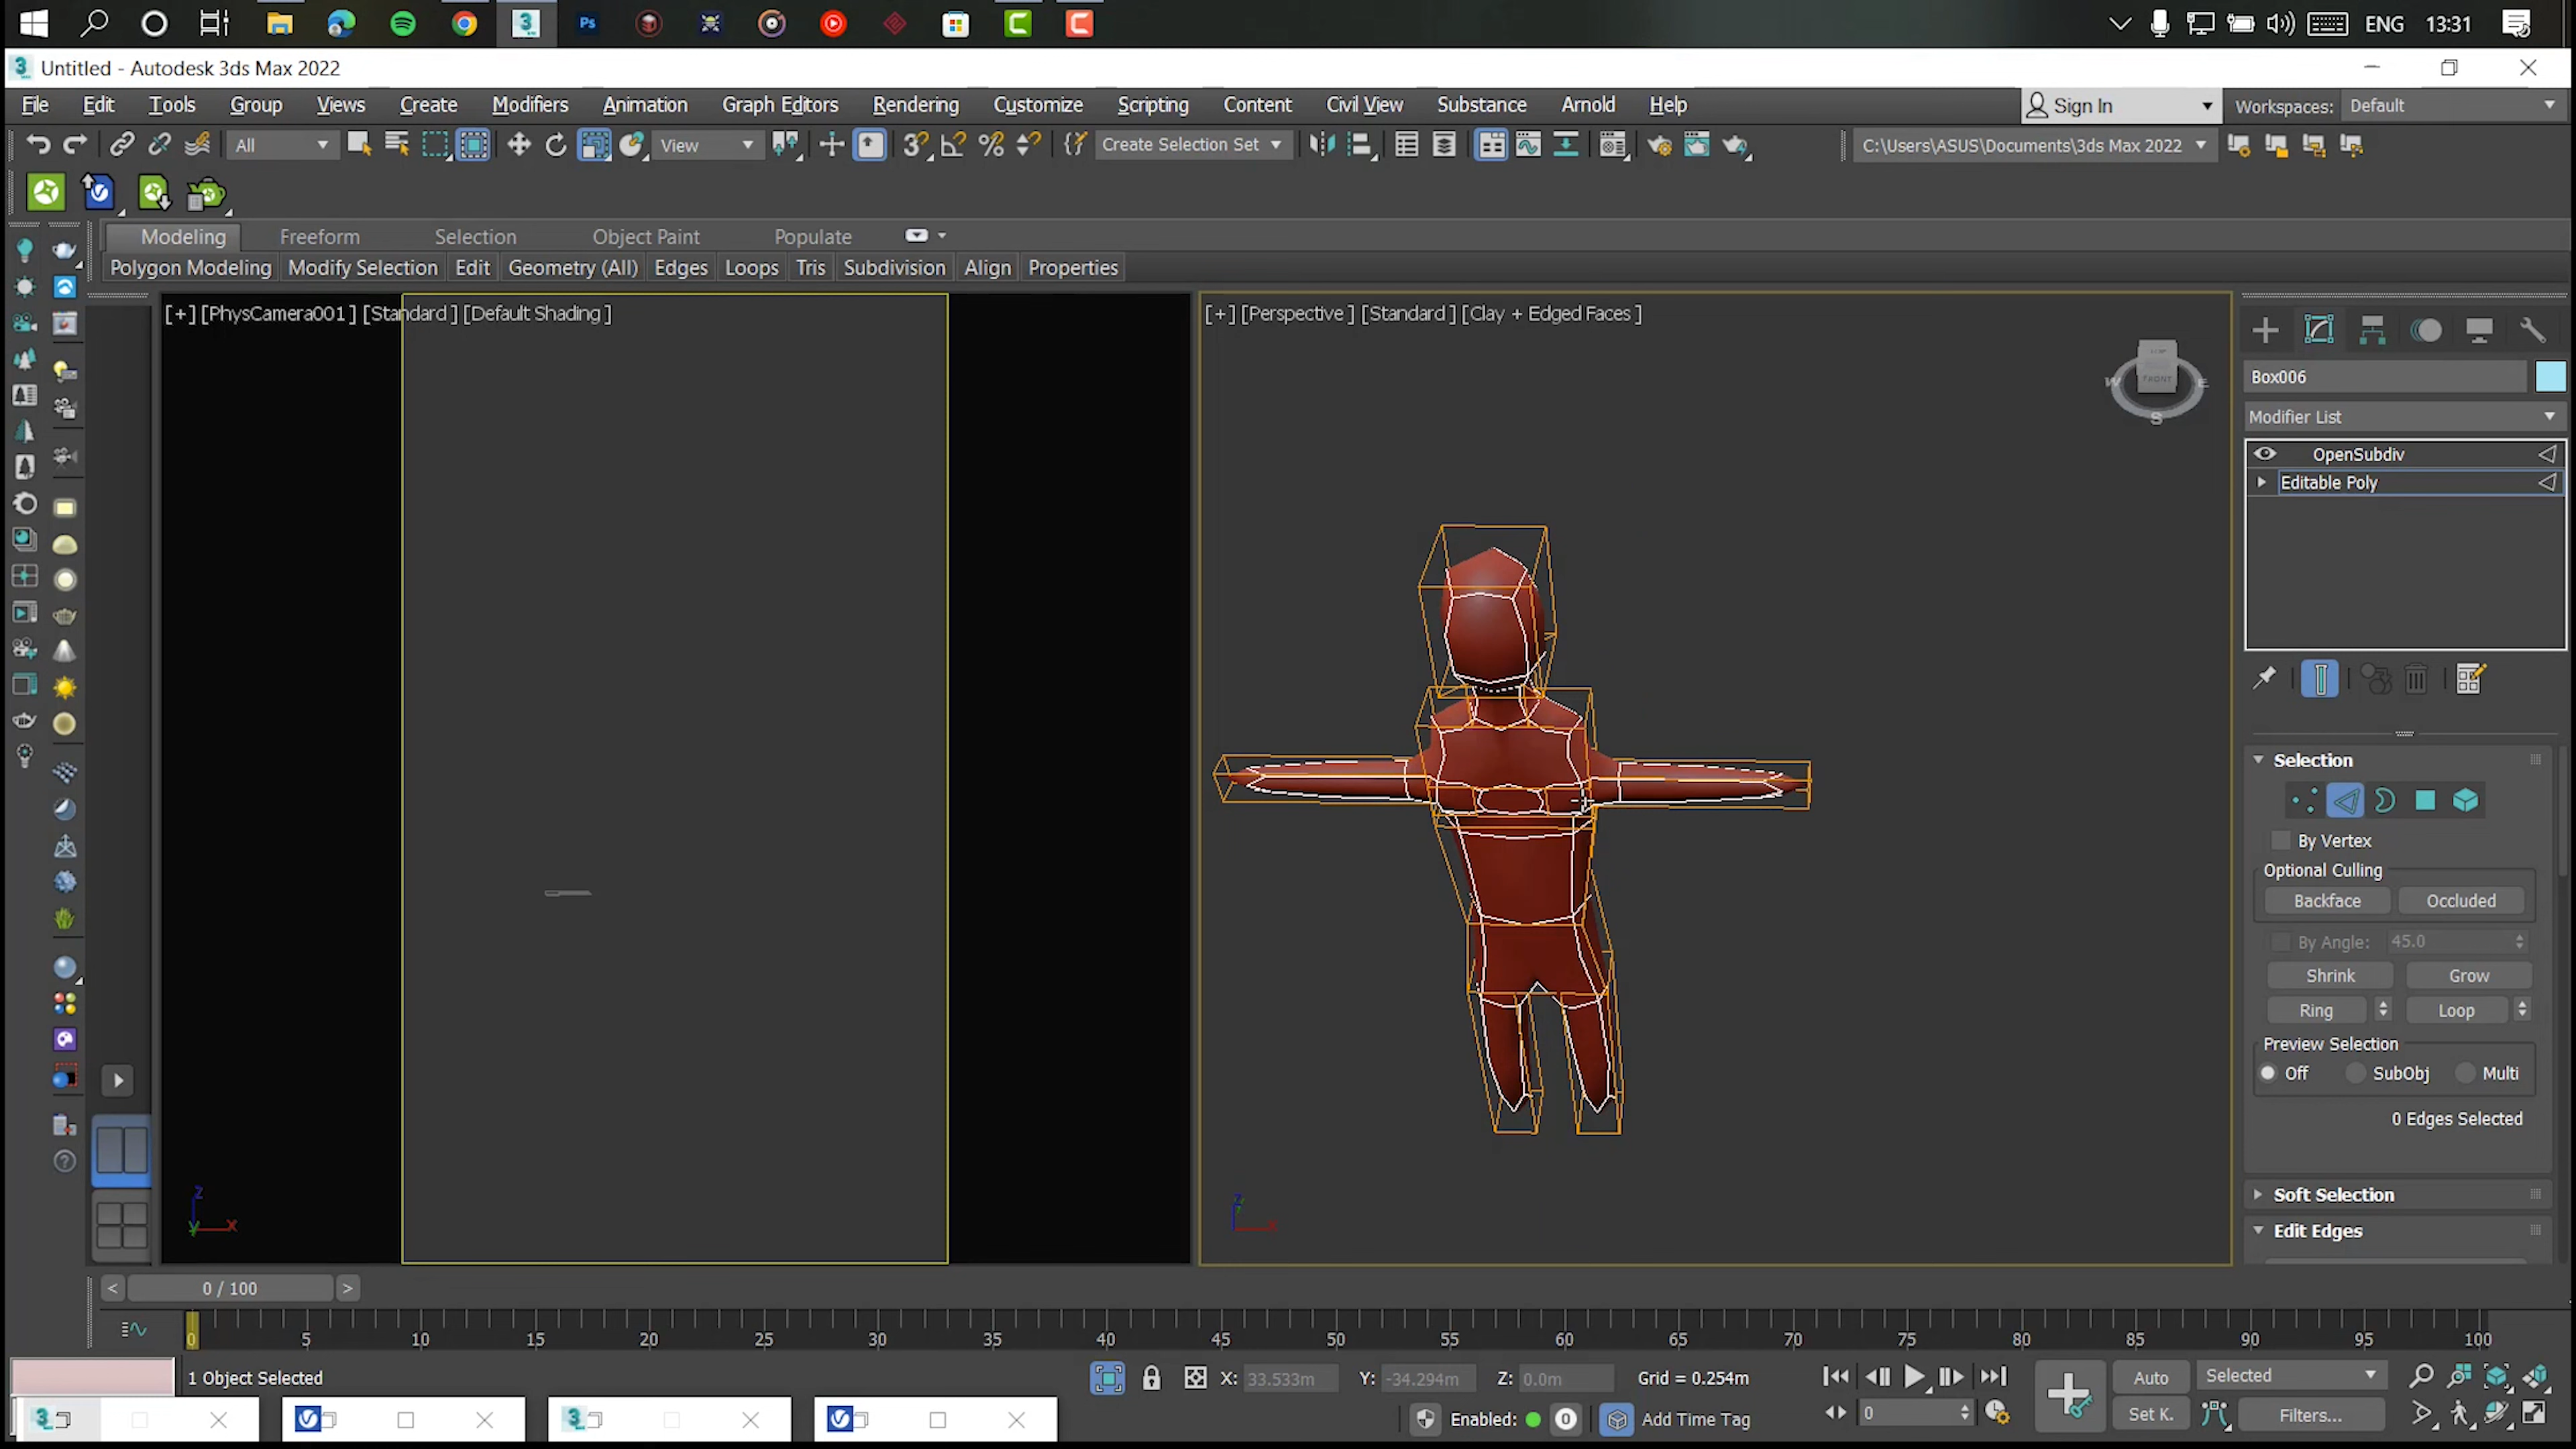 Ps
ENG
13:31
Untitled - Autodesk 3ds Max 2022
File Edit Tools Group Views Create Modifiers Animation Graph Editors Rendering Customize Scripting Content Civil View Substance Arnold Help
Sign In
Workspaces: Default
All
View
Create Selection Set
C:\Users\ASUS\Documents\3ds Max 2022
Modeling Freeform Selection Object Paint Populate
Polygon Modeling Modify Selection Edit Geometry (All) Edges Loops Tris Subdivision Align Properties
[+] [PhysCamera001] [Standard] [Default Shading]
[+] [Perspective] [Standard] [Clay + Edged Faces]
TOP
FRONT
W
E
S
Box006
Modifier List
OpenSubdiv
Editable Poly
Selection
By Vertex
Optional Culling
Backface Occluded
By Angle: 45.0
Shrink Grow
Ring Loop
Preview Selection
Off SubObj Multi
0 Edges Selected
Soft Selection
Edit Edges
z
y x
z
x
< 0 / 100 >
0 5 10 15 20 25 30 35 40 45 50 55 60 65 70 75 80 85 90 95 100
1 Object Selected
X: 33.533m Y: -34.294m Z: 0.0m Grid = 0.254m
Auto Selected
Enabled: 0 Add Time Tag
0
Set K. Filters...